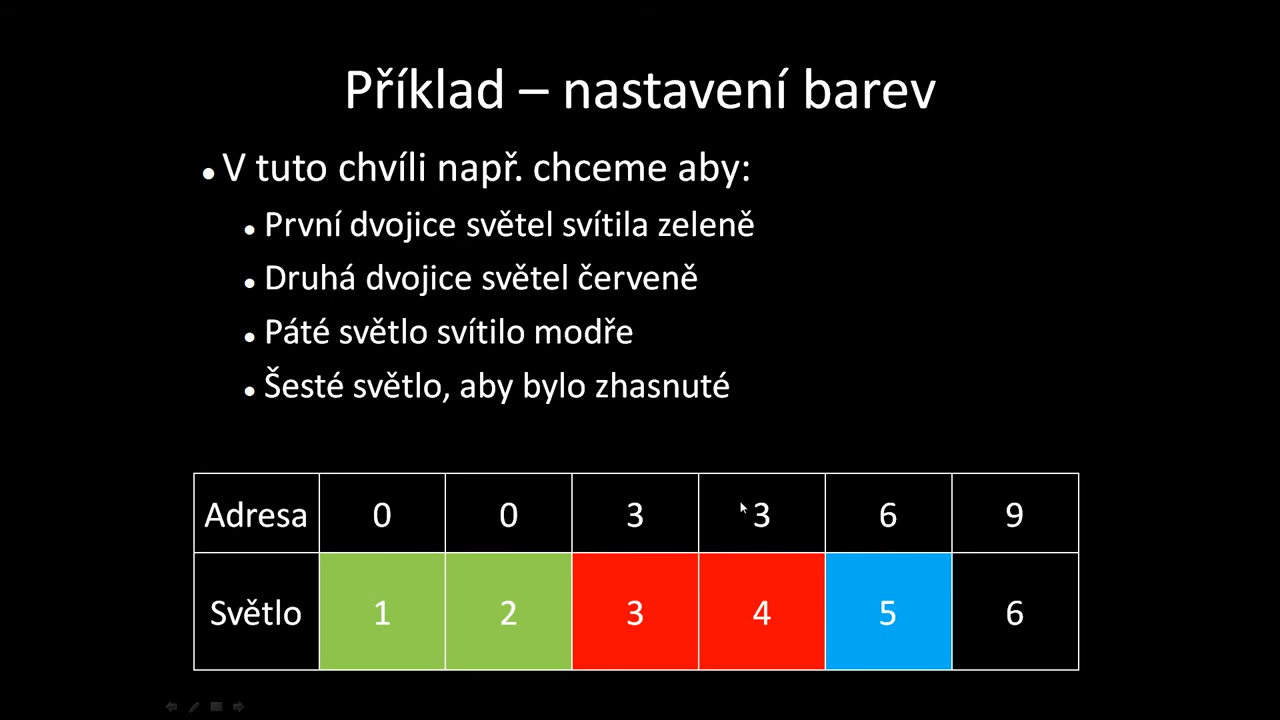 Příklad – nastavení barev
V tuto chvíli např. chceme aby:
První dvojice světel svítila zeleně
Druhá dvojice světel červeně
Páté světlo svítilo modře
Šesté světlo, aby bylo zhasnuté
Adresa 0 0 3 3 6 9
Světlo 1 2 3 4 5 6